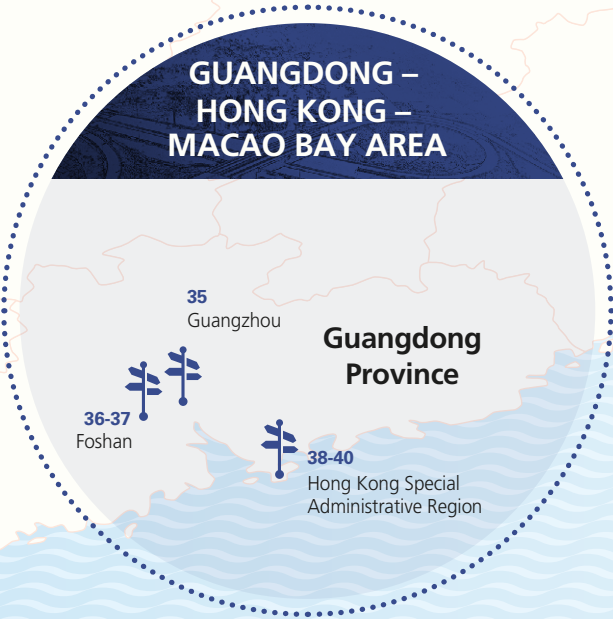 GUANGDONG –
HONG KONG –
MACAO BAY AREA
35
Guangzhou
Guangdong
Province
36-37
Foshan
38-40
Hong Kong Special
Administrative Region